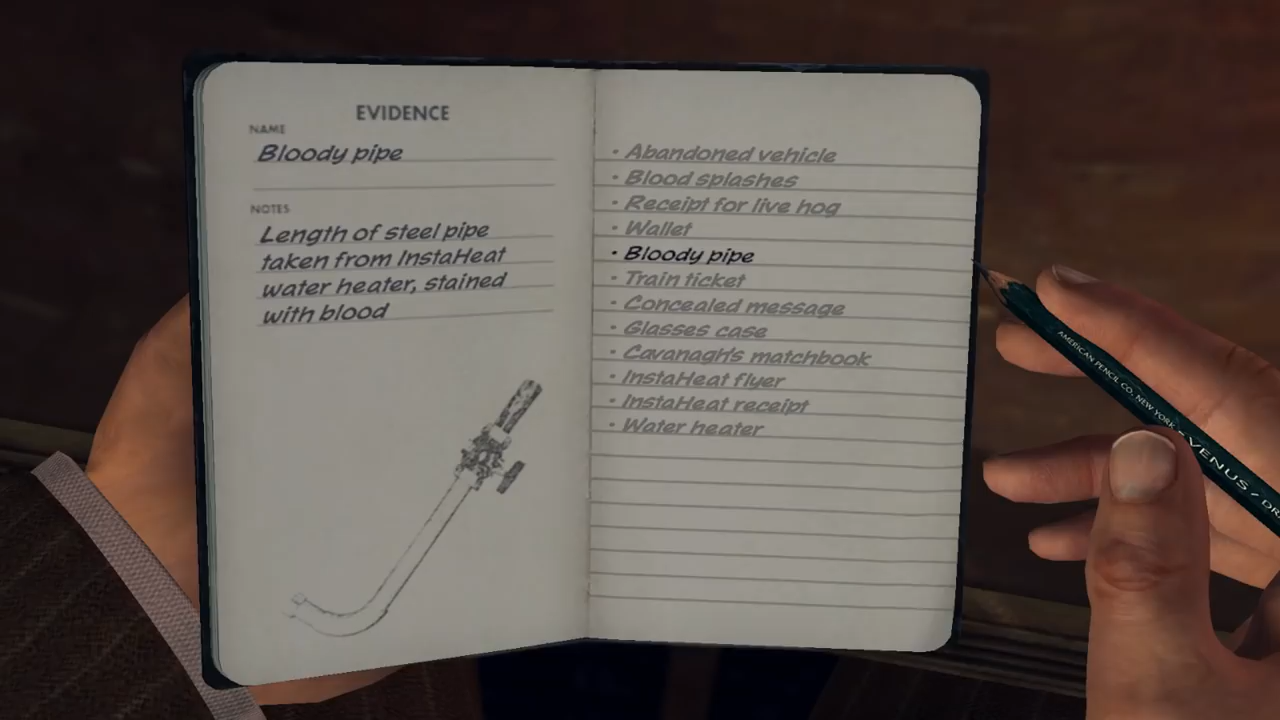 EVIDENCE
NAME
Bloody pipe
NOTES
Length of steel pipe
taken from InstaHeat
water heater, stained
with blood
• Abandoned vehicle
• Blood splashes
• Receipt for live hog
• Wallet
• Bloody pipe
• Train ticket
• Concealed message
• Glasses case
• Cavanagh's matchbook
• InstaHeat flyer
• InstaHeat receipt
• Water heater
AMERICAN PENCIL CO. NEW YORK VENUS / DR